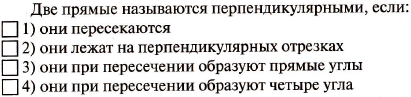 Две прямые называются перпендикулярными, если:
1) они пересекаются
2) они лежат на перпендикулярных отрезках
3) они при пересечении образуют прямые углы
4) они при пересечении образуют четыре угла